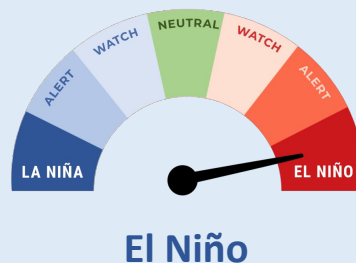 LA NIÑA
ALERT
WATCH
NEUTRAL
WATCH
ALERT
EL NIÑO
El Niño